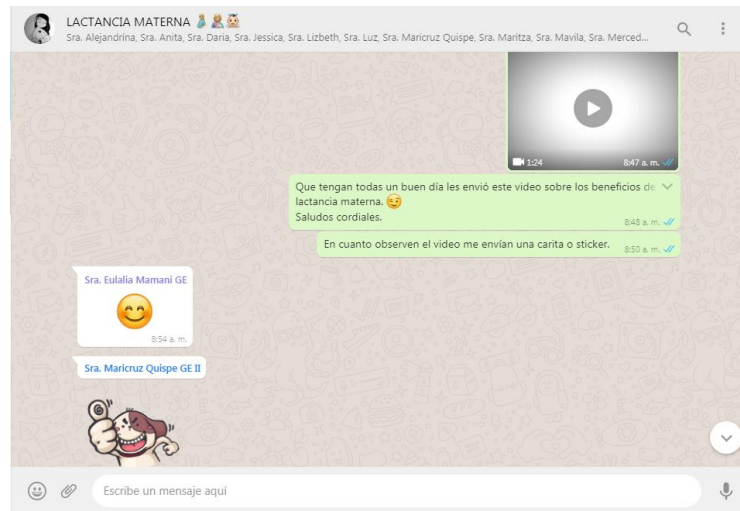 LACTANCIA MATERNA
Sra. Alejandrína, Sra. Anita, Sra. Daria, Sra. Jessica, Sra. Lizbeth, Sra. Luz, Sra. Maricruz Quispe, Sra. Maritza, Sra. Mavila, Sra. Merced...
1:24 8:47 a. m.
Que tengan todas un buen día les envió este video sobre los beneficios de
lactancia materna. 😉
Saludos cordiales.
8:48 a. m.
En cuanto observen el video me envían una carita o sticker.
8:50 a. m.
Sra. Eulalia Mamani GE
😊
8:54 a. m.
Sra. Maricruz Quispe GE II
Escribe un mensaje aquí